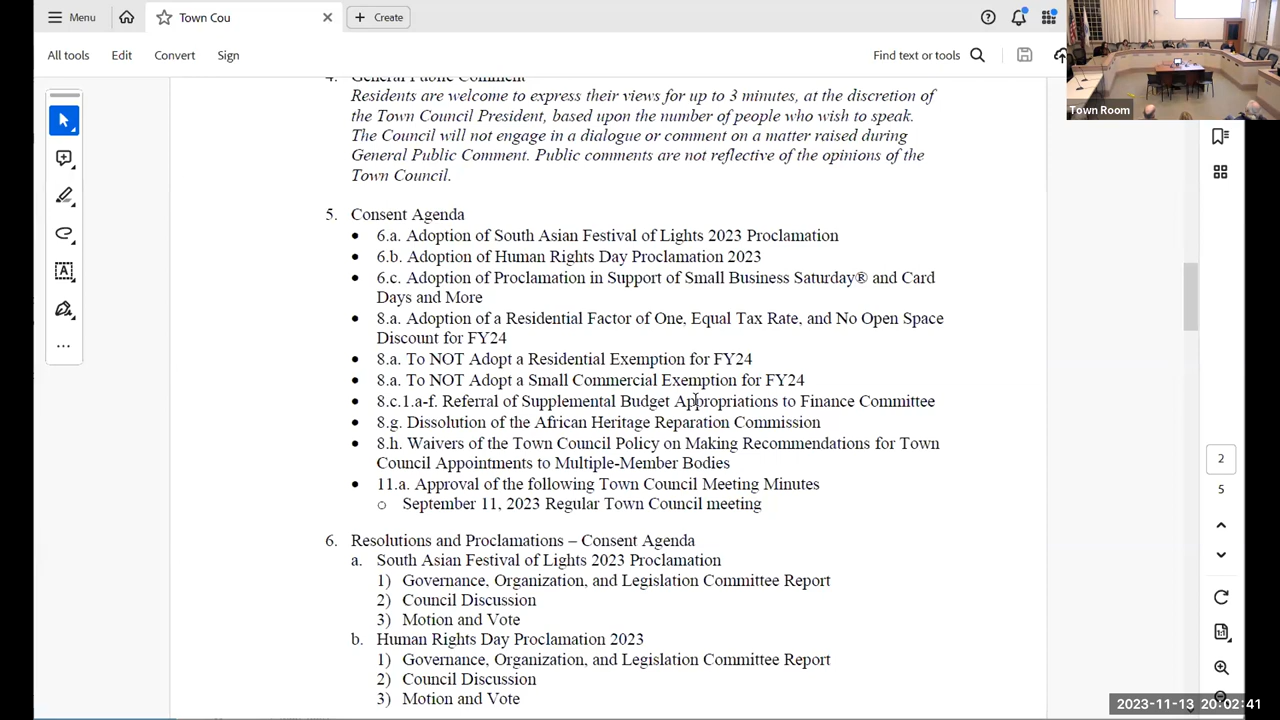 Menu
Town Cou
Create
All tools
Edit
Convert
Sign
Find text or tools
Town Room
4. General Public Comment
Residents are welcome to express their views for up to 3 minutes, at the discretion of
the Town Council President, based upon the number of people who wish to speak.
The Council will not engage in a dialogue or comment on a matter raised during
General Public Comment. Public comments are not reflective of the opinions of the
Town Council.
5. Consent Agenda
• 6.a. Adoption of South Asian Festival of Lights 2023 Proclamation
• 6.b. Adoption of Human Rights Day Proclamation 2023
• 6.c. Adoption of Proclamation in Support of Small Business Saturday® and Card
Days and More
• 8.a. Adoption of a Residential Factor of One, Equal Tax Rate, and No Open Space
Discount for FY24
• 8.a. To NOT Adopt a Residential Exemption for FY24
• 8.a. To NOT Adopt a Small Commercial Exemption for FY24
• 8.c.1.a-f. Referral of Supplemental Budget Appropriations to Finance Committee
• 8.g. Dissolution of the African Heritage Reparation Commission
• 8.h. Waivers of the Town Council Policy on Making Recommendations for Town
Council Appointments to Multiple-Member Bodies
• 11.a. Approval of the following Town Council Meeting Minutes
o September 11, 2023 Regular Town Council meeting
6. Resolutions and Proclamations – Consent Agenda
a. South Asian Festival of Lights 2023 Proclamation
1) Governance, Organization, and Legislation Committee Report
2) Council Discussion
3) Motion and Vote
b. Human Rights Day Proclamation 2023
1) Governance, Organization, and Legislation Committee Report
2) Council Discussion
3) Motion and Vote
2
5
2023-11-13 20:02:41